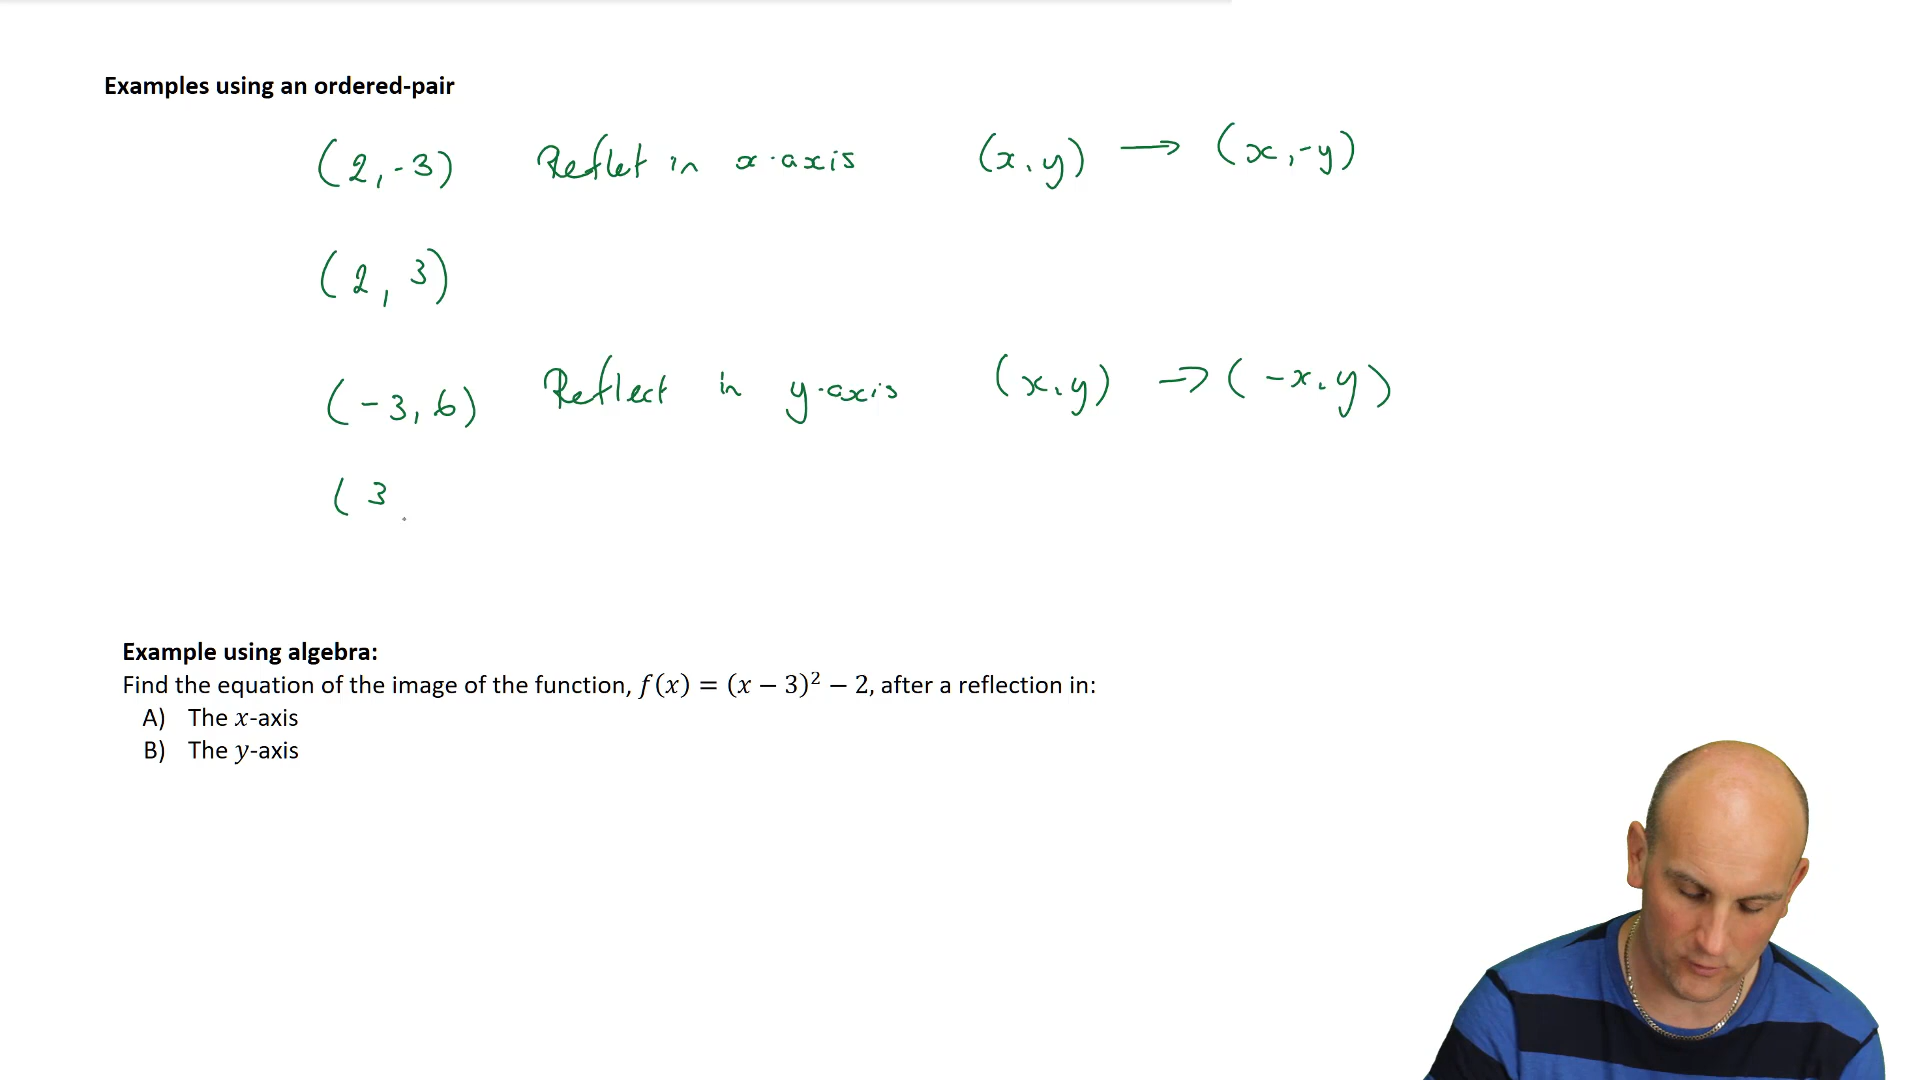 Examples using an ordered-pair
(2,-3) Reflet in x-axis (x,y) → (x,-y)
(2, 3)
(-3,6) Reflect in y-axis (x,y) → (-x,y)
( 3
Example using algebra:
Find the equation of the image of the function, f(x) = (x − 3)² − 2, after a reflection in:
A) The x-axis
B) The y-axis